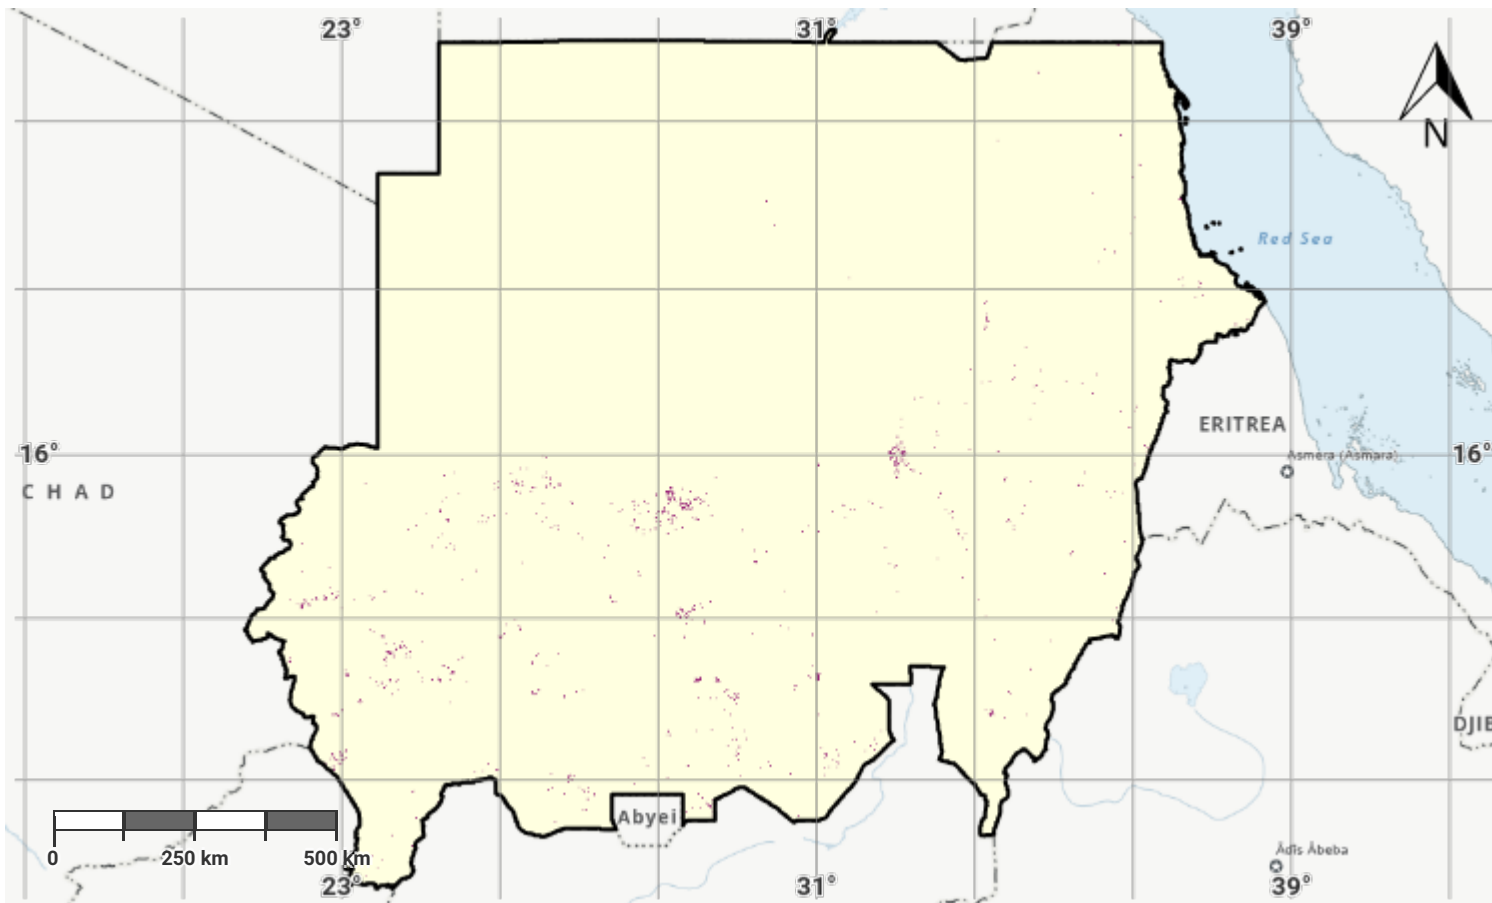 23° 31° 39°
N
Red Sea
ERITREA
16° Asmera (Asmara) 16°
CHAD
DJIB
Abyei
0 250 km 500 km
Ādīs Ābeba
23° 31° 39°